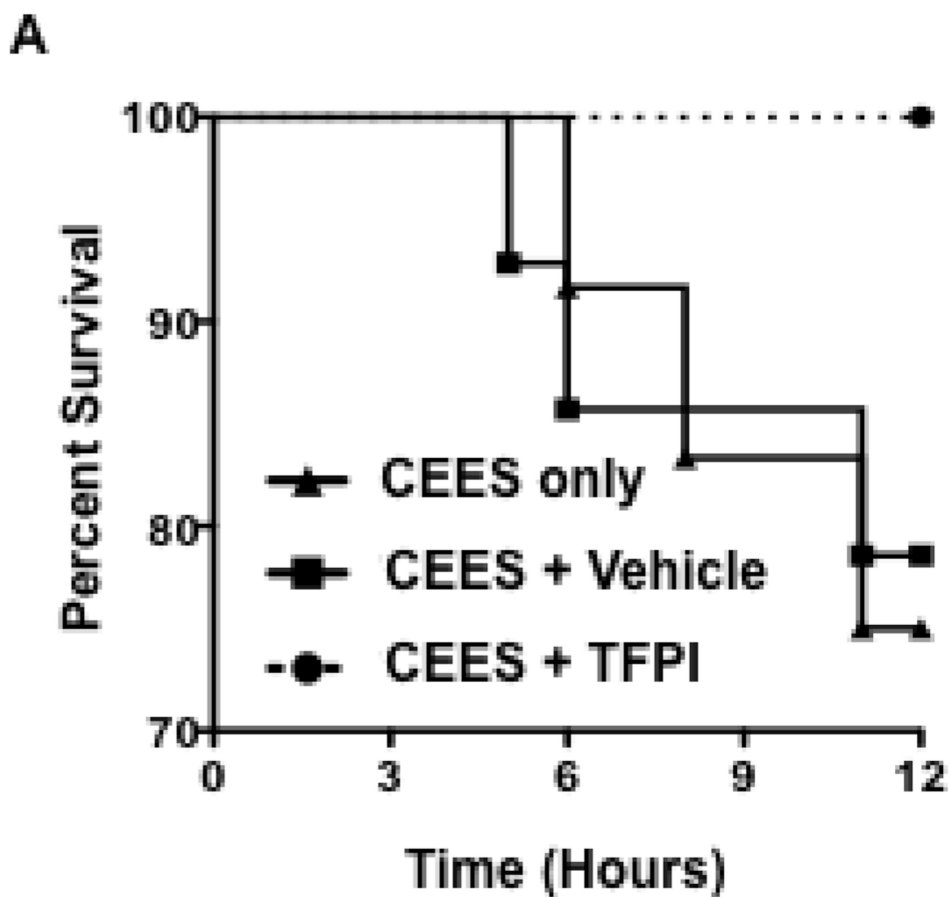 A
100
90
80
70
Percent Survival
CEES only
CEES + Vehicle
CEES + TFPI
0 3 6 9 12
Time (Hours)